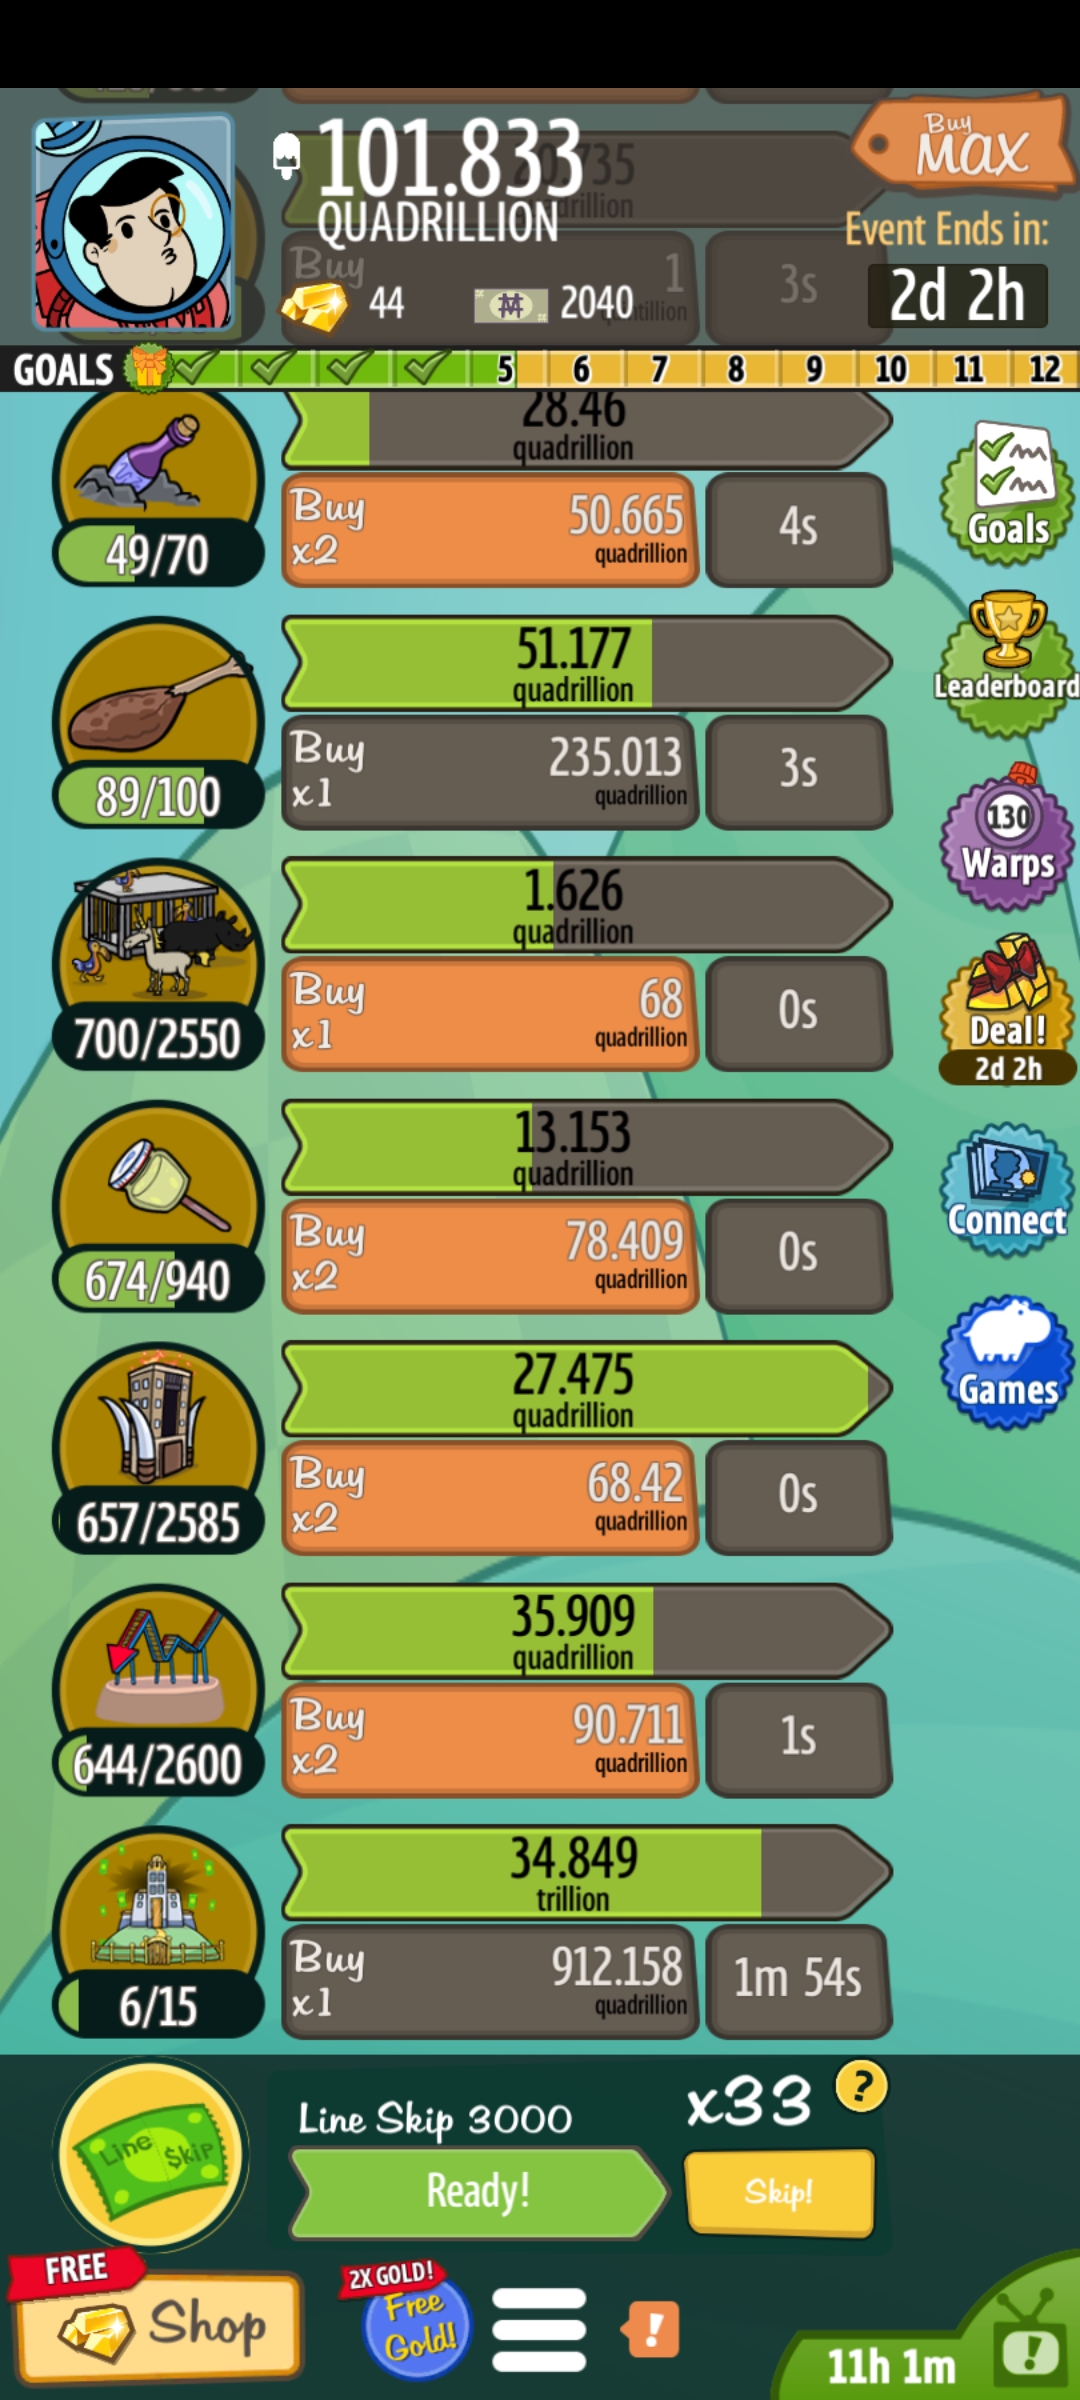 101.833
QUADRILLION
Buy
MAX
Event Ends in:
2d 2h
44
2040
Buy
1
3s
GOALS
5 6 7 8 9 10 11 12
28.46
quadrillion
49/70
Buy
x2
50.665
quadrillion
4s
Goals
51.177
quadrillion
89/100
Buy
x1
235.013
quadrillion
3s
Leaderboard
130
Warps
1.626
quadrillion
700/2550
Buy
x1
68
quadrillion
0s
Deal!
2d 2h
13.153
quadrillion
674/940
Buy
x2
78.409
quadrillion
0s
Connect
27.475
quadrillion
657/2585
Buy
x2
68.42
quadrillion
0s
Games
35.909
quadrillion
644/2600
Buy
x2
90.711
quadrillion
1s
34.849
trillion
6/15
Buy
x1
912.158
quadrillion
1m 54s
Line $kip
Line Skip 3000
Ready!
x33
?
Skip!
FREE
Shop
2X GOLD!
Free
Gold!
!
11h 1m
!